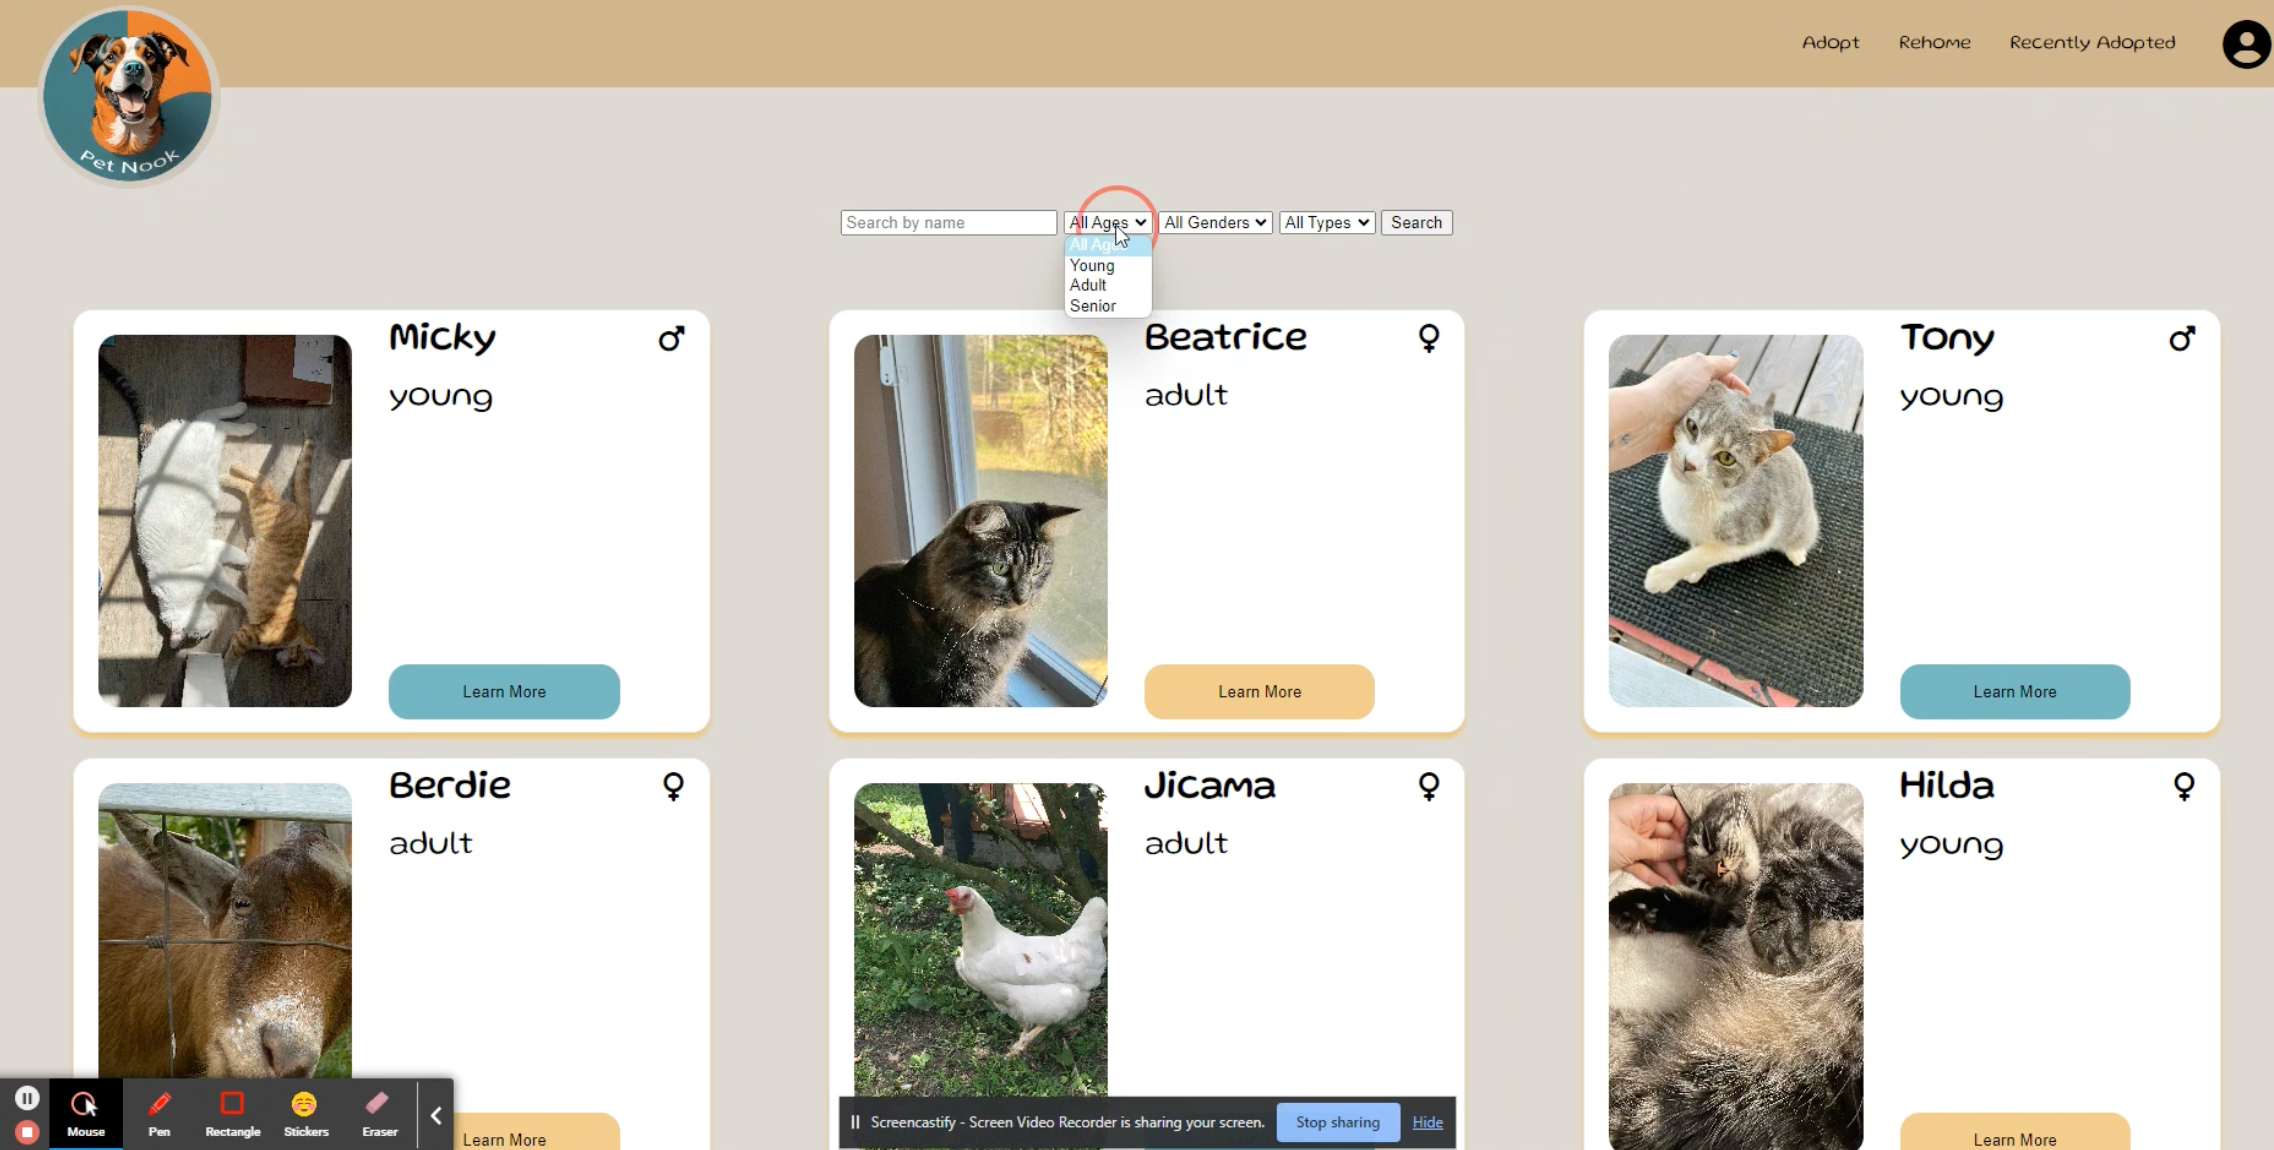 Adopt Rehome Recently Adopted
Pet Nook
Search by name All Ages All Genders All Types Search
All Ages
Young
Adult
Senior
Micky
young
Learn More
Beatrice
adult
Learn More
Tony
young
Learn More
Berdie
adult
Learn More
Jicama
adult
Hilda
young
Learn More
Mouse Pen Rectangle Stickers Eraser
Screencastify - Screen Video Recorder is sharing your screen. Stop sharing Hide